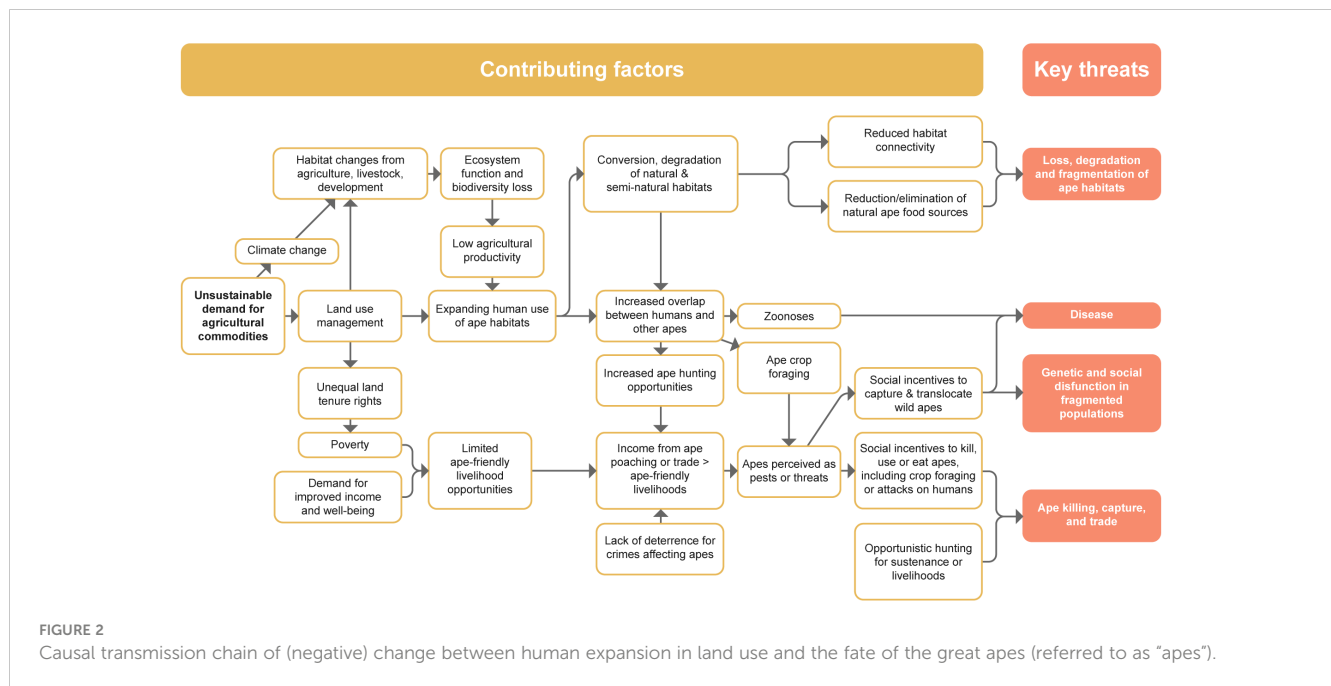 Contributing factors
Key threats
Habitat changes from
agriculture, livestock,
development
Ecosystem
function and
biodiversity loss
Conversion, degradation
of natural &
semi-natural habitats
Reduced habitat
connectivity
Loss, degradation
and fragmentation of
ape habitats
Reduction/elimination of
natural ape food sources
Climate change
Low agricultural
productivity
Unsustainable
demand for
agricultural
commodities
Land use
management
Expanding human use
of ape habitats
Increased overlap
between humans and
other apes
Zoonoses
Disease
Unequal land
tenure rights
Increased ape hunting
opportunities
Ape crop
foraging
Social incentives to
capture & translocate
wild apes
Genetic and social
disfunction in
fragmented
populations
Poverty
Demand for
improved income
and well-being
Limited
ape-friendly
livelihood
opportunities
Income from ape
poaching or trade >
ape-friendly
livelihoods
Apes perceived as
pests or threats
Social incentives to kill,
use or eat apes,
including crop foraging
or attacks on humans
Ape killing, capture,
and trade
Lack of deterrence for
crimes affecting apes
Opportunistic hunting
for sustenance or
livelihoods
FIGURE 2
Causal transmission chain of (negative) change between human expansion in land use and the fate of the great apes (referred to as “apes”).